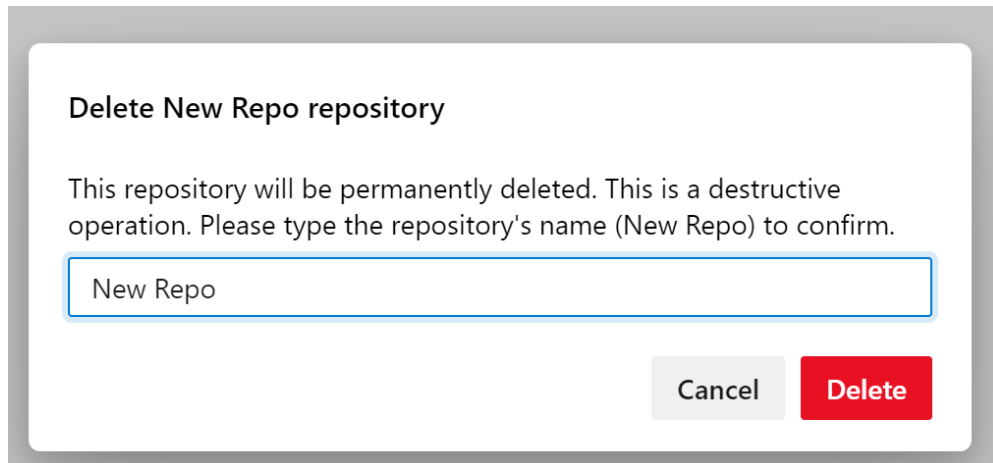 Delete New Repo repository
This repository will be permanently deleted. This is a destructive
operation. Please type the repository's name (New Repo) to confirm.
New Repo
Cancel Delete